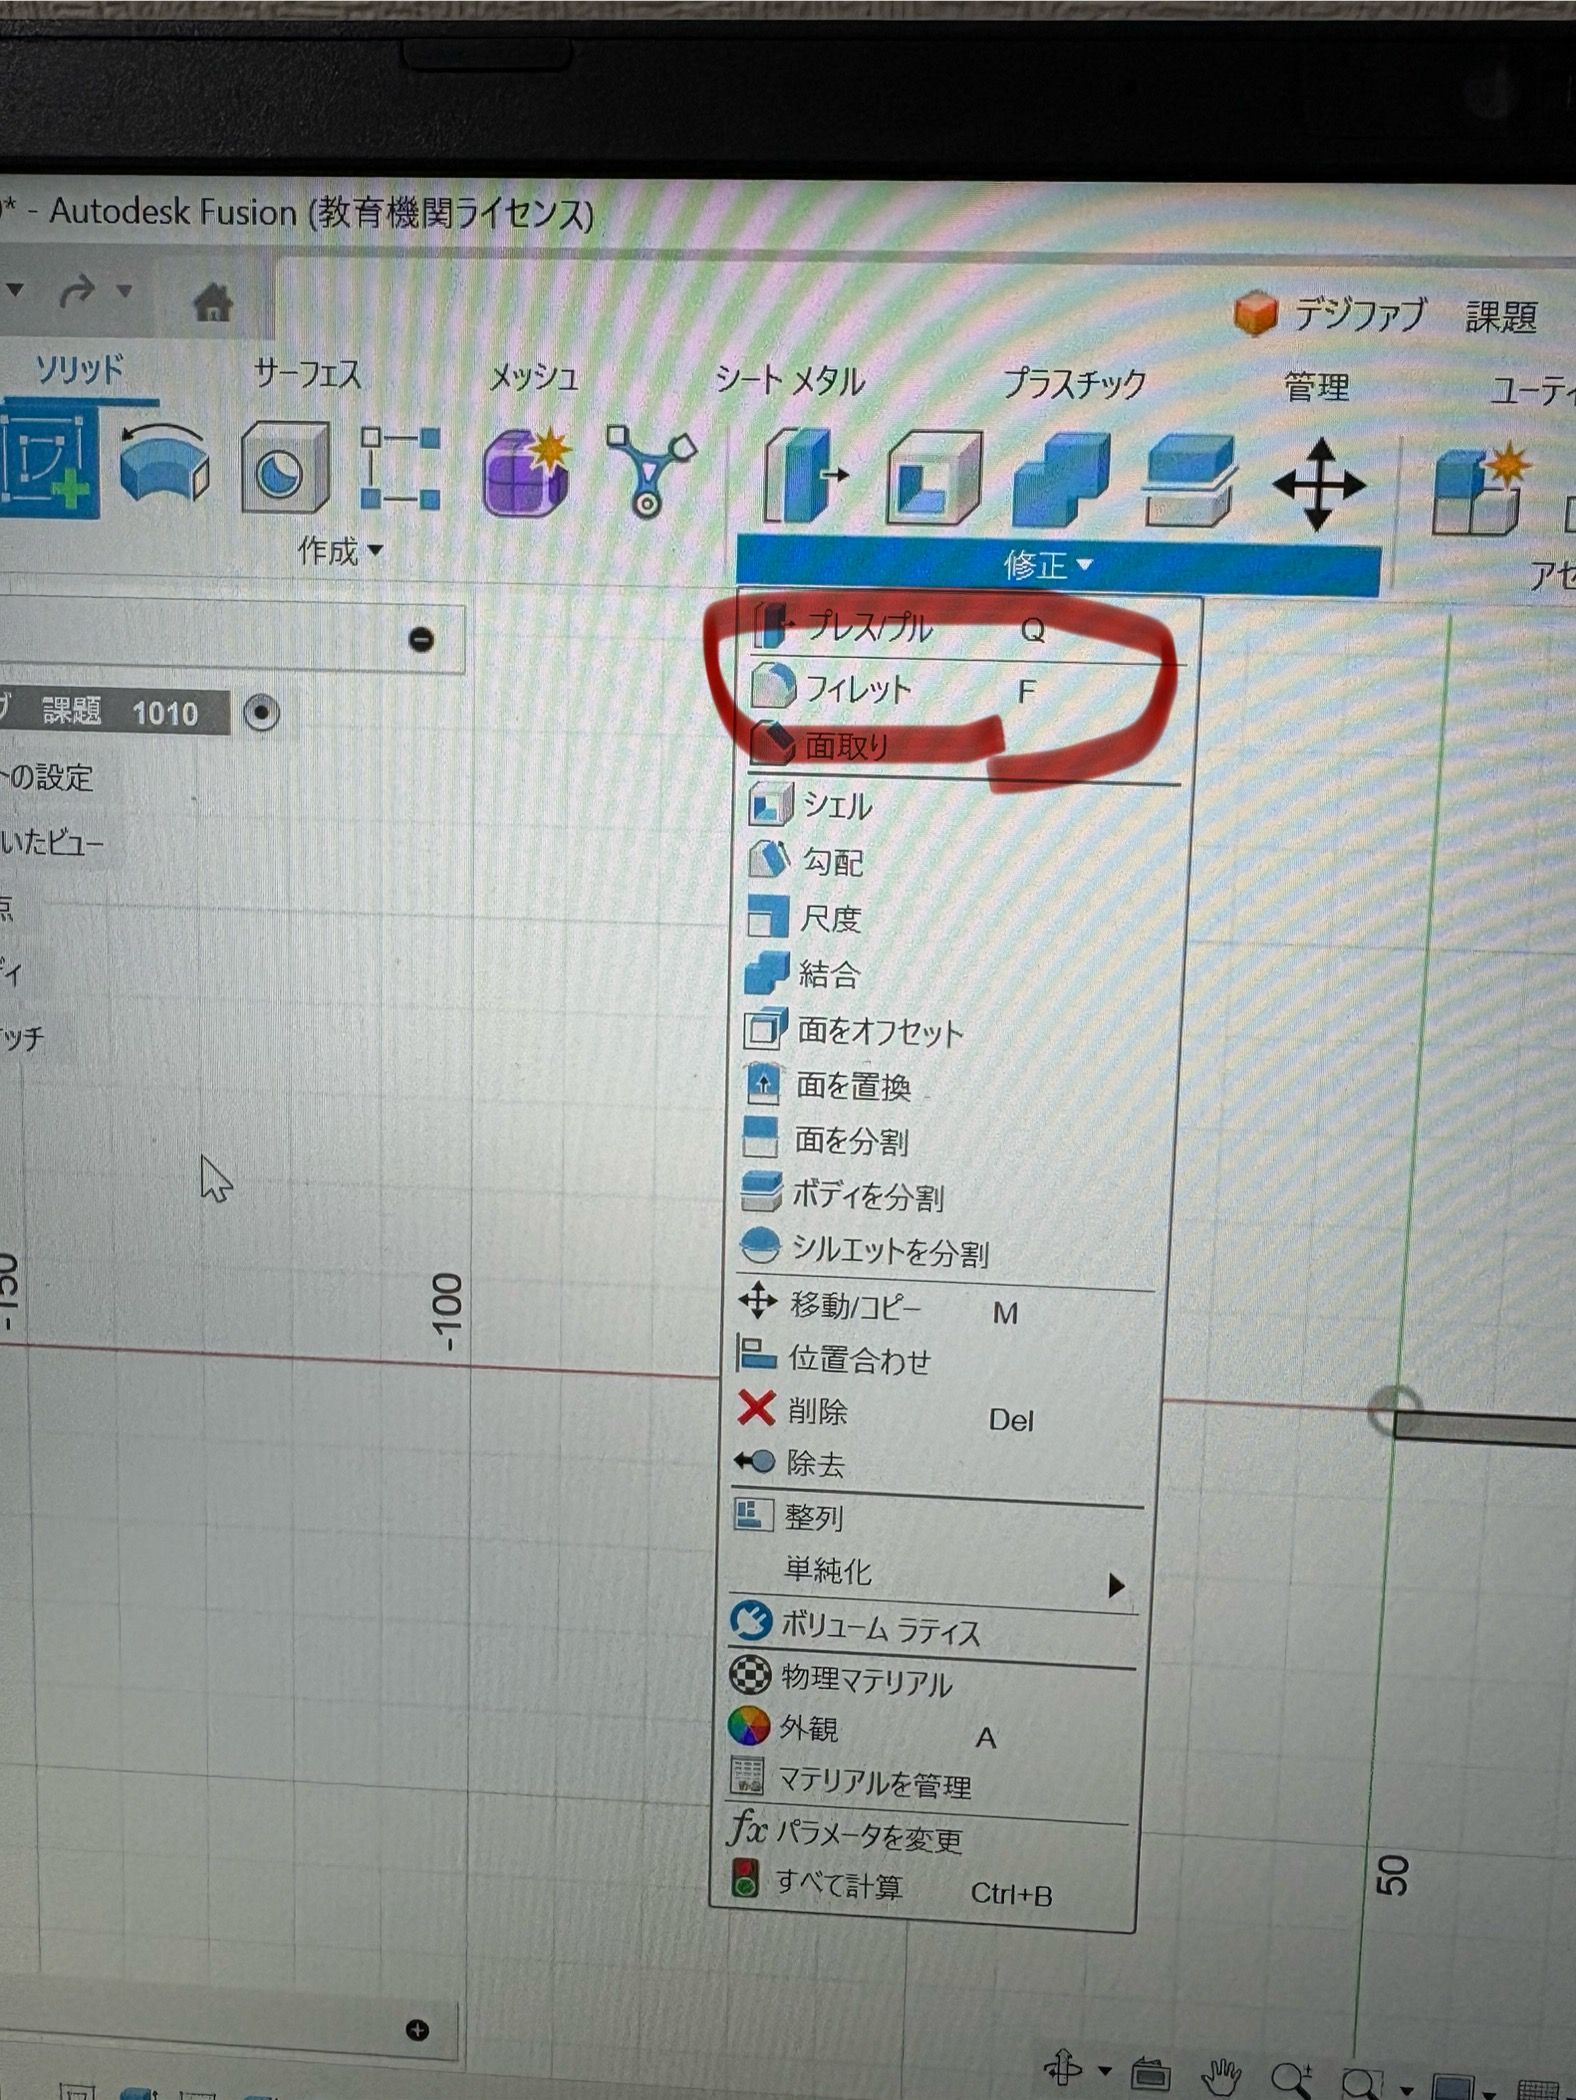 * - Autodesk Fusion (教育機関ライセンス)
デジファブ 課題
ソリッド サーフェス メッシュ シート メタル プラスチック 管理 ユーティ
作成 修正 アセ
プレス/プル Q
フィレット F
面取り
シェル
勾配
尺度
結合
面をオフセット
面を置換
面を分割
ボディを分割
シルエットを分割
移動/コピー M
位置合わせ
削除 Del
除去
整列
単純化
ボリューム ラティス
物理マテリアル
外観 A
マテリアルを管理
fx パラメータを変更
すべて計算 Ctrl+B
ブ 課題 1010
トの設定
いたビュー
点
ディ
ッチ
-150
-100
50